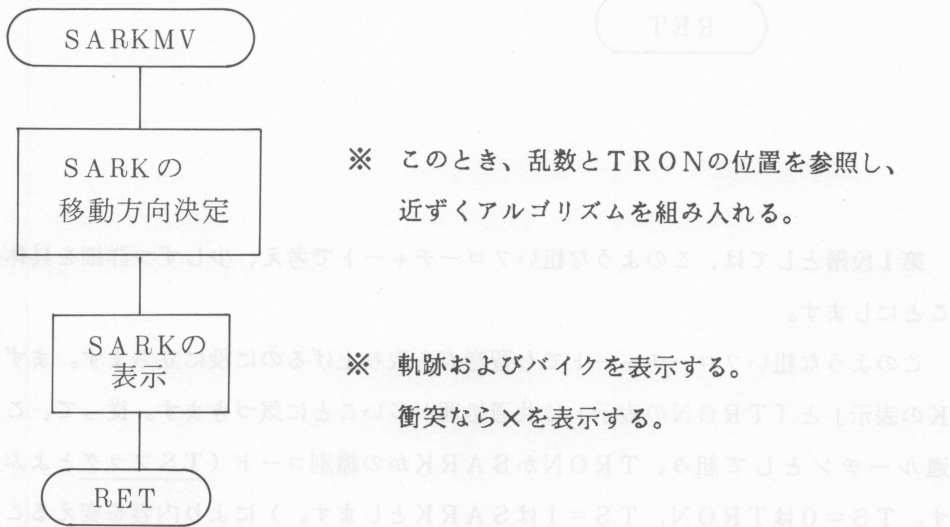 SARKMV
SARKの
移動方向決定
※ このとき、乱数とTRONの位置を参照し、
近ずくアルゴリズムを組み入れる。
SARKの
表示
※ 軌跡およびバイクを表示する。
衝突なら×を表示する。
RET